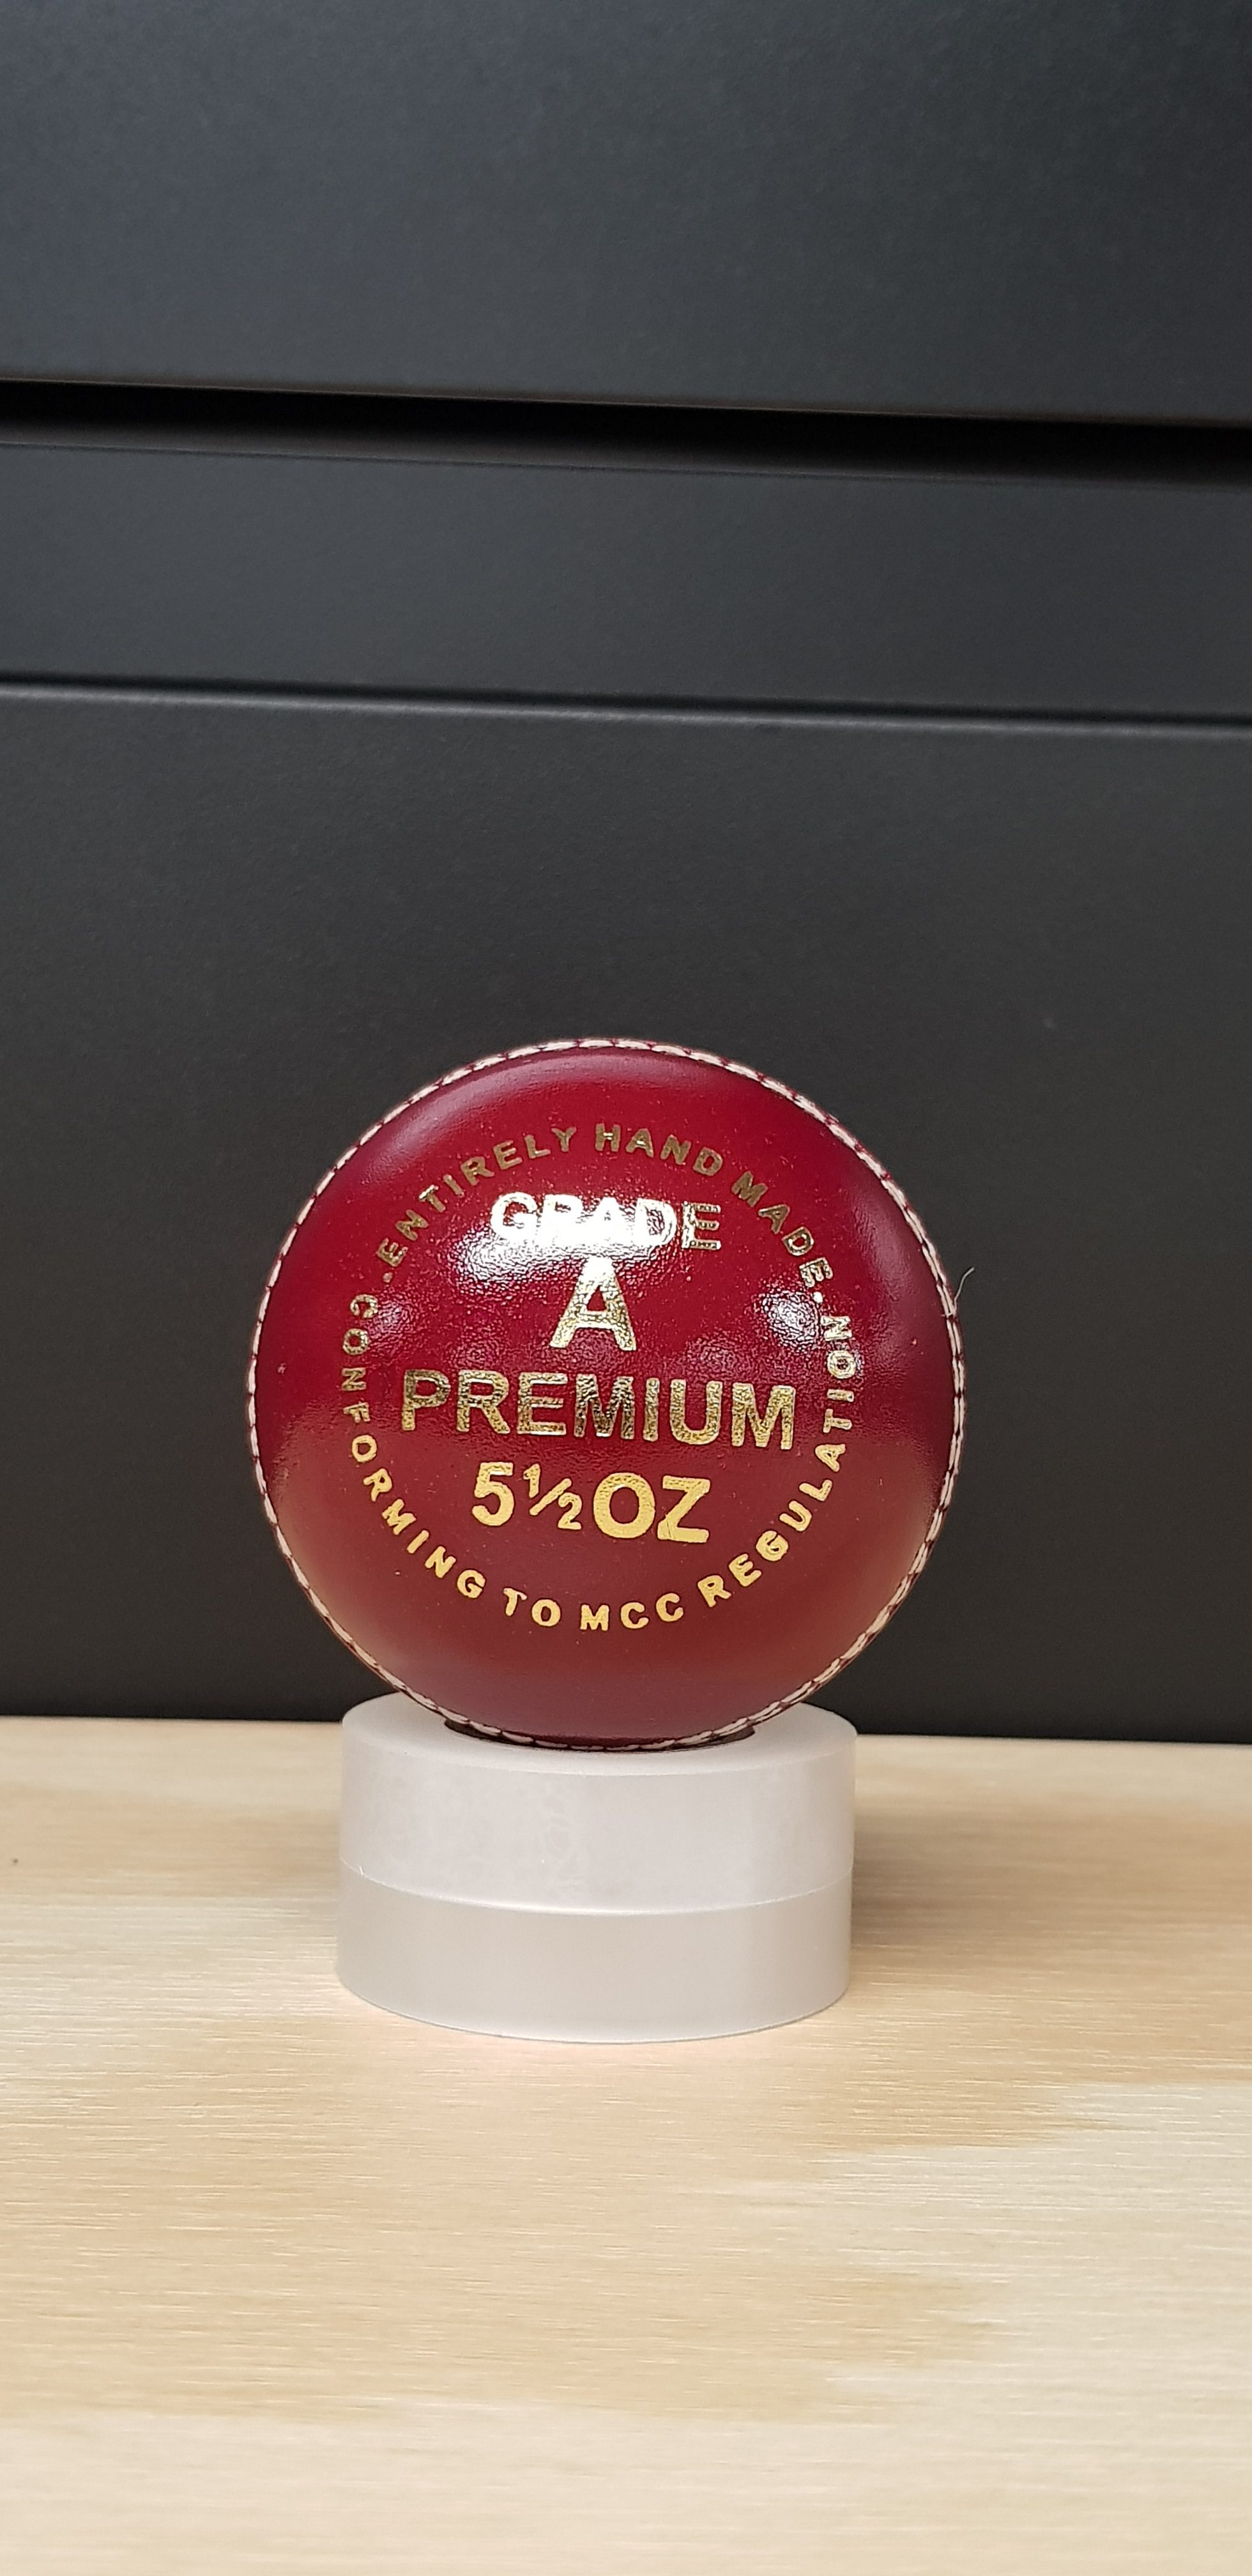 ·ENTIRELY HAND MADE·
GRADE
A
PREMIUM
5½OZ
CONFORMING TO MCC REGULATION